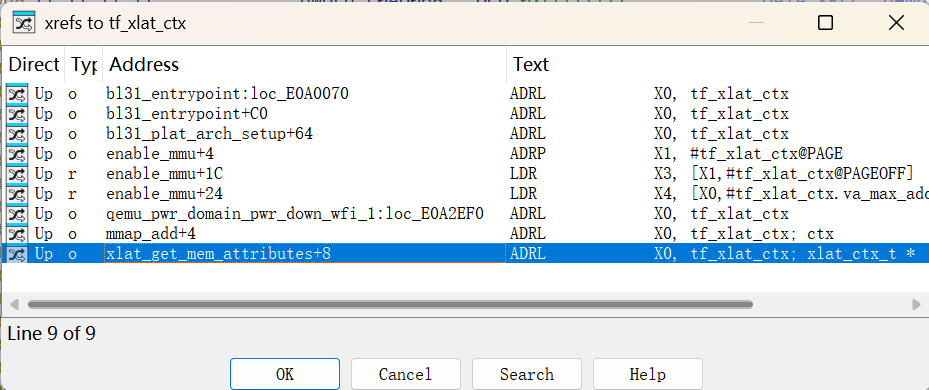 xrefs to tf_xlat_ctx
Direct Typ Address Text
Up o bl31_entrypoint:loc_E0A0070 ADRL X0, tf_xlat_ctx
Up o bl31_entrypoint+C0 ADRL X0, tf_xlat_ctx
Up o bl31_plat_arch_setup+64 ADRL X0, tf_xlat_ctx
Up o enable_mmu+4 ADRP X1, #tf_xlat_ctx@PAGE
Up r enable_mmu+1C LDR X3, [X1,#tf_xlat_ctx@PAGEOFF]
Up r enable_mmu+24 LDR X4, [X0,#tf_xlat_ctx.va_max_add
Up o qemu_pwr_domain_pwr_down_wfi_1:loc_E0A2EF0 ADRL X0, tf_xlat_ctx
Up o mmap_add+4 ADRL X0, tf_xlat_ctx; ctx
Up o xlat_get_mem_attributes+8 ADRL X0, tf_xlat_ctx; xlat_ctx_t *
Line 9 of 9
OK Cancel Search Help